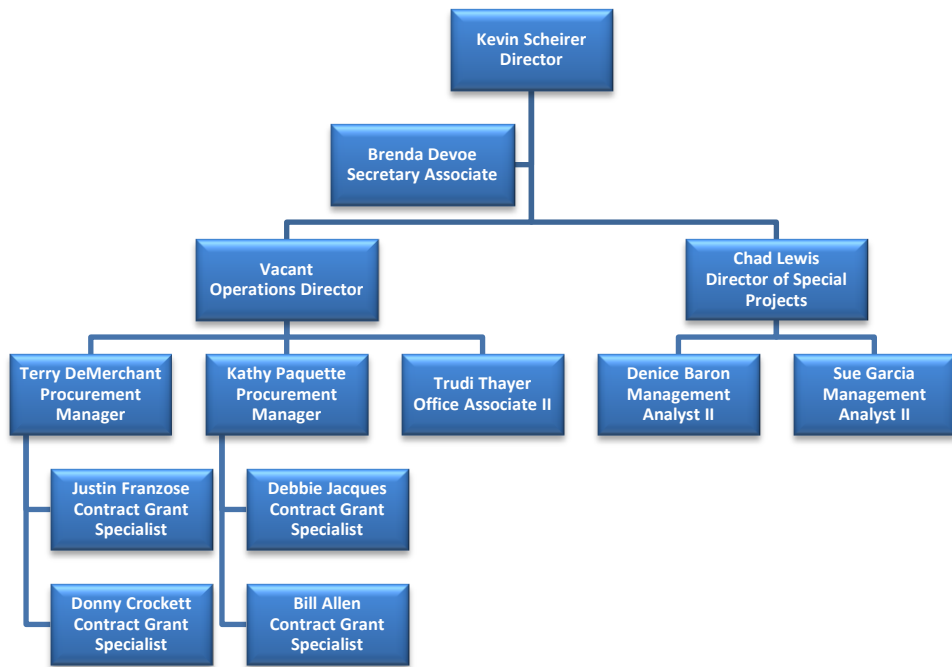 Kevin Scheirer
Director
Brenda Devoe
Secretary Associate
Vacant
Operations Director
Chad Lewis
Director of Special
Projects
Terry DeMerchant
Procurement
Manager
Kathy Paquette
Procurement
Manager
Trudi Thayer
Office Associate II
Denice Baron
Management
Analyst II
Sue Garcia
Management
Analyst II
Justin Franzose
Contract Grant
Specialist
Debbie Jacques
Contract Grant
Specialist
Donny Crockett
Contract Grant
Specialist
Bill Allen
Contract Grant
Specialist